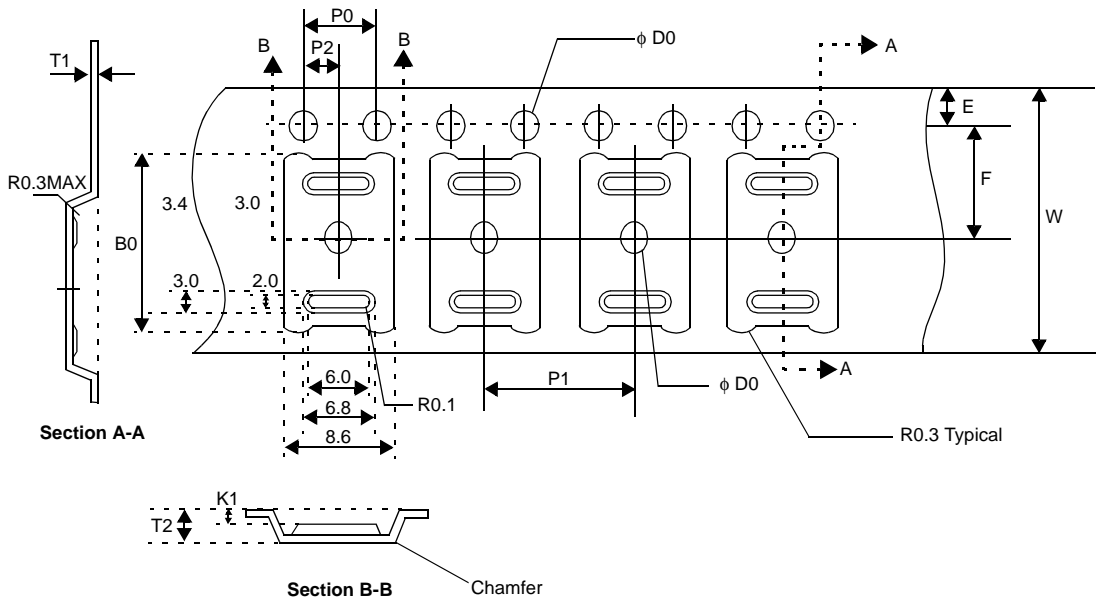 P0
B
B
φ D0
A
T1
P2
E
R0.3MAX
F
3.4
3.0
W
B0
3.0
2.0
P1
A
6.0
φ D0
R0.1
6.8
Section A-A
8.6
R0.3 Typical
K1
T2
Section B-B
Chamfer